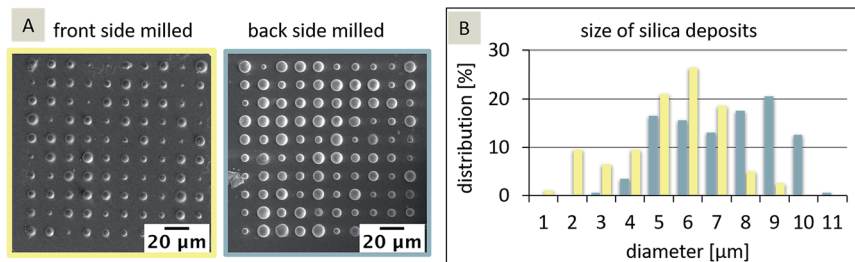 A front side milled back side milled
20 µm
20 µm
B size of silica deposits
distribution [%]
30
20
10
0
1 2 3 4 5 6 7 8 9 10 11
diameter [µm]